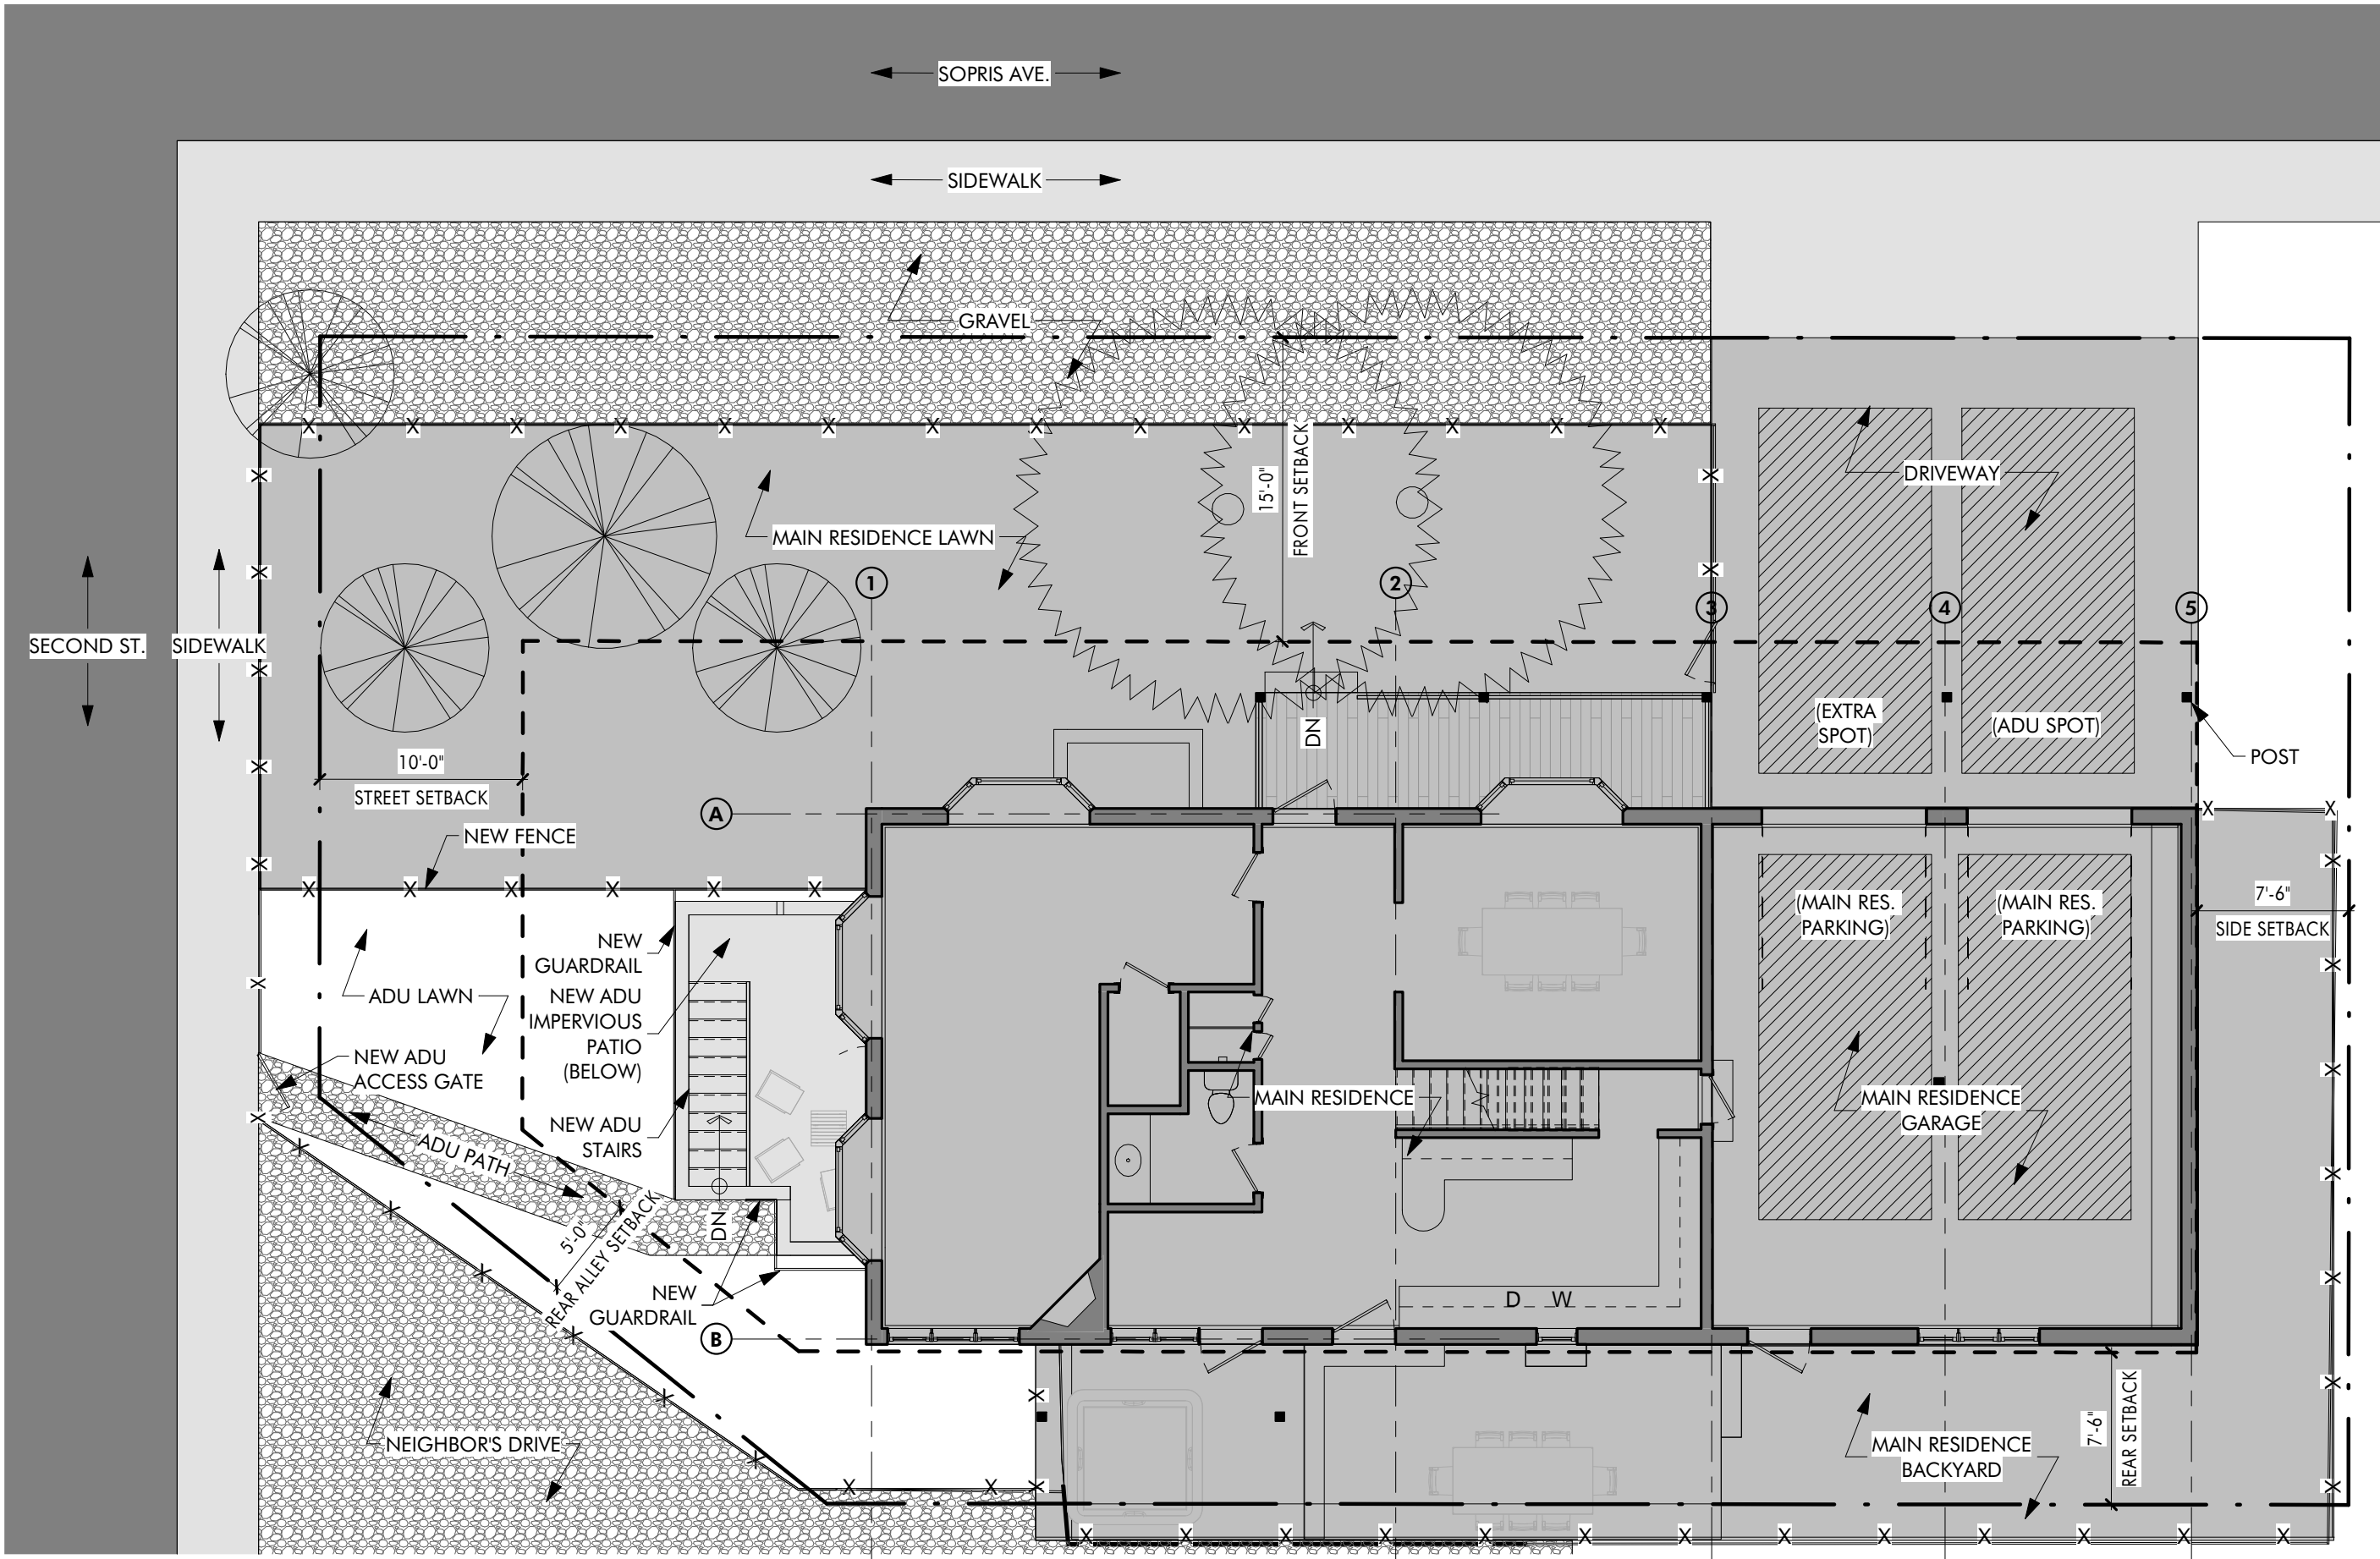 SOPRIS AVE.
SIDEWALK
GRAVEL
15'-0"
FRONT SETBACK
DRIVEWAY
MAIN RESIDENCE LAWN
1
2
3
4
5
SECOND ST.
SIDEWALK
DN
(EXTRA
SPOT)
(ADU SPOT)
POST
10'-0"
STREET SETBACK
A
NEW FENCE
(MAIN RES.
PARKING)
(MAIN RES.
PARKING)
7'-6"
SIDE SETBACK
NEW
GUARDRAIL
ADU LAWN
NEW ADU
IMPERVIOUS
PATIO
(BELOW)
NEW ADU
ACCESS GATE
NEW ADU
STAIRS
MAIN RESIDENCE
MAIN RESIDENCE
GARAGE
ADU PATH
5'-0"
REAR ALLEY SETBACK
DN
NEW
GUARDRAIL
D W
B
NEIGHBOR'S DRIVE
MAIN RESIDENCE
BACKYARD
7'-6"
REAR SETBACK